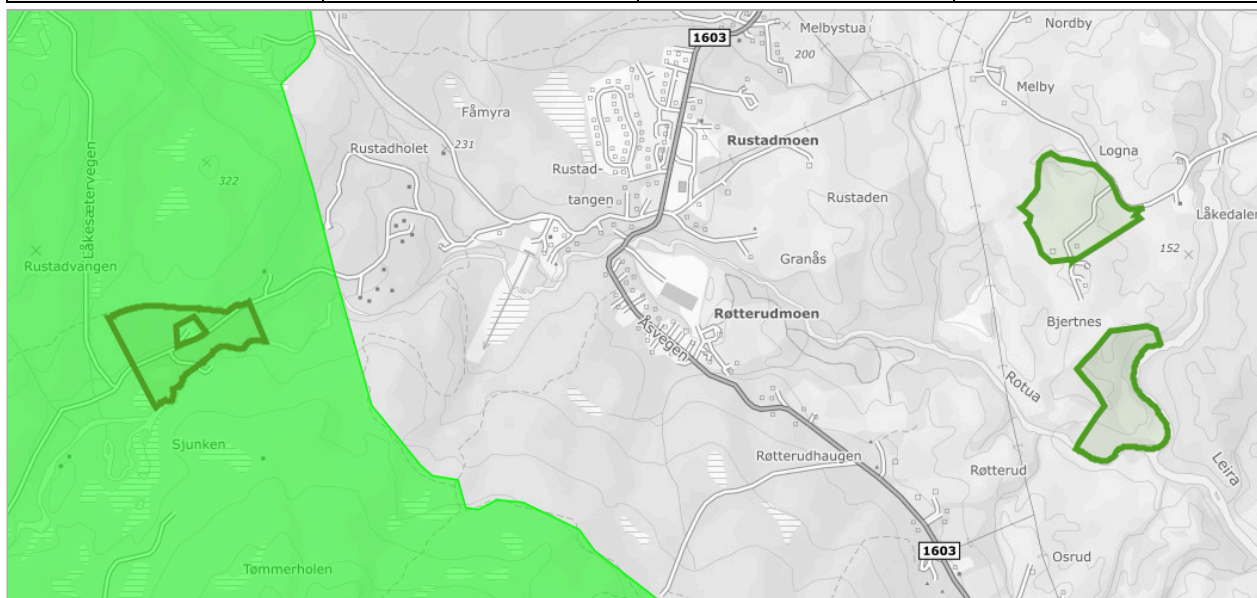 Nordby
Melbystua
1603
200
Melby
Fåmyra
Rustadholet
231
Rustadmoen
Logna
322
Rustad-
tangen
Rustaden
Låkedalen
Låkesætervegen
152
Rustadvangen
Granås
Røtterudmoen
Bjertnes
Åsvegen
Rotua
Sjunken
Røtterudhaugen
Røtterud
Leira
1603
Osrud
Tømmerholen